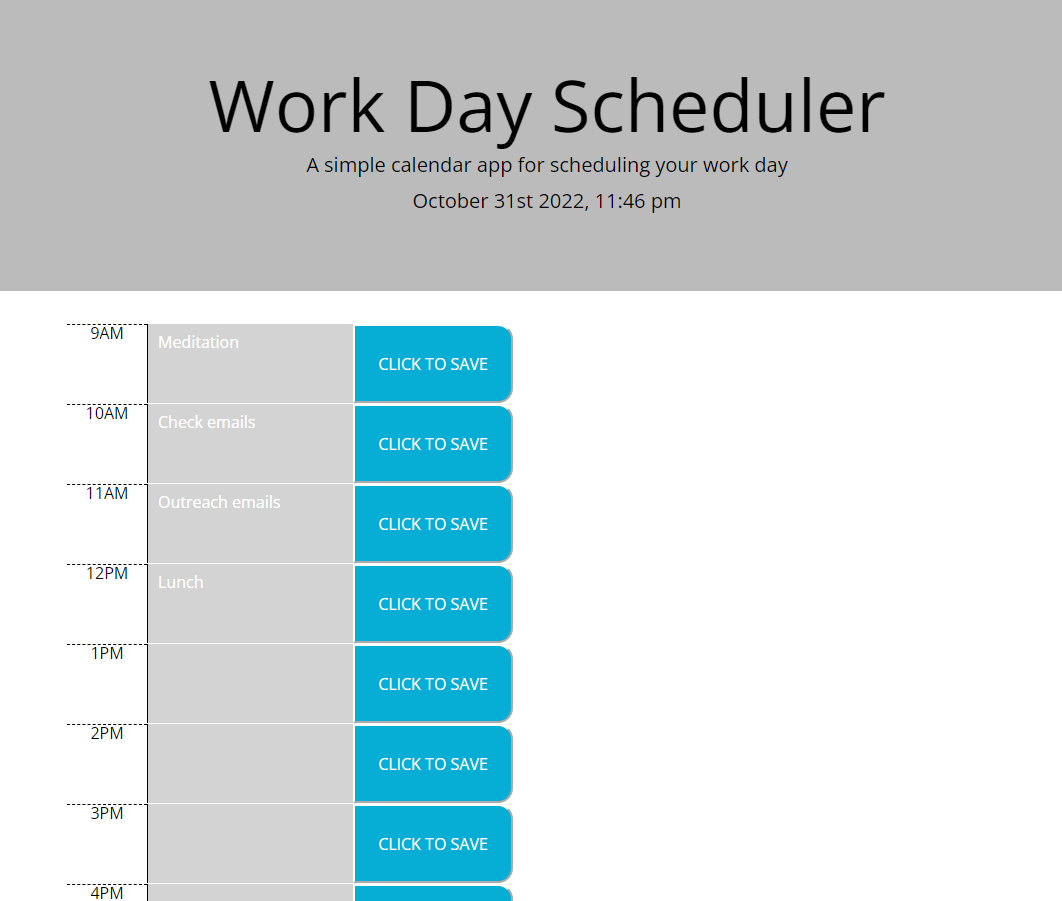 Work Day Scheduler
A simple calendar app for scheduling your work day
October 31st 2022, 11:46 pm
9AM Meditation CLICK TO SAVE
10AM Check emails CLICK TO SAVE
11AM Outreach emails CLICK TO SAVE
12PM Lunch CLICK TO SAVE
1PM CLICK TO SAVE
2PM CLICK TO SAVE
3PM CLICK TO SAVE
4PM